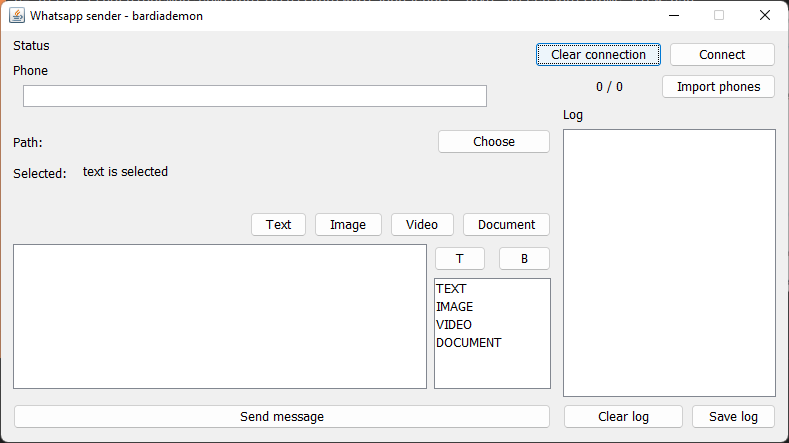 Whatsapp sender - bardiademon
Status
Clear connection
Connect
Phone
0 / 0
Import phones
Log
Path:
Choose
Selected:
text is selected
Text
Image
Video
Document
T
B
TEXT
IMAGE
VIDEO
DOCUMENT
Send message
Clear log
Save log